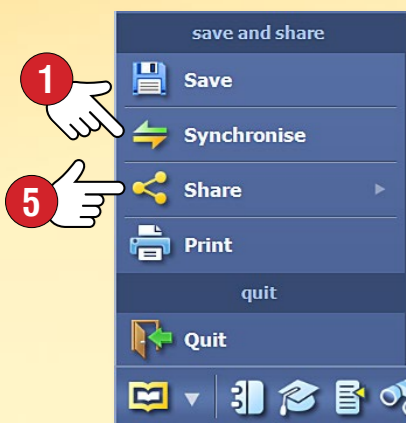 save and share
1
Save
Synchronise
5
Share
Print
quit
Quit